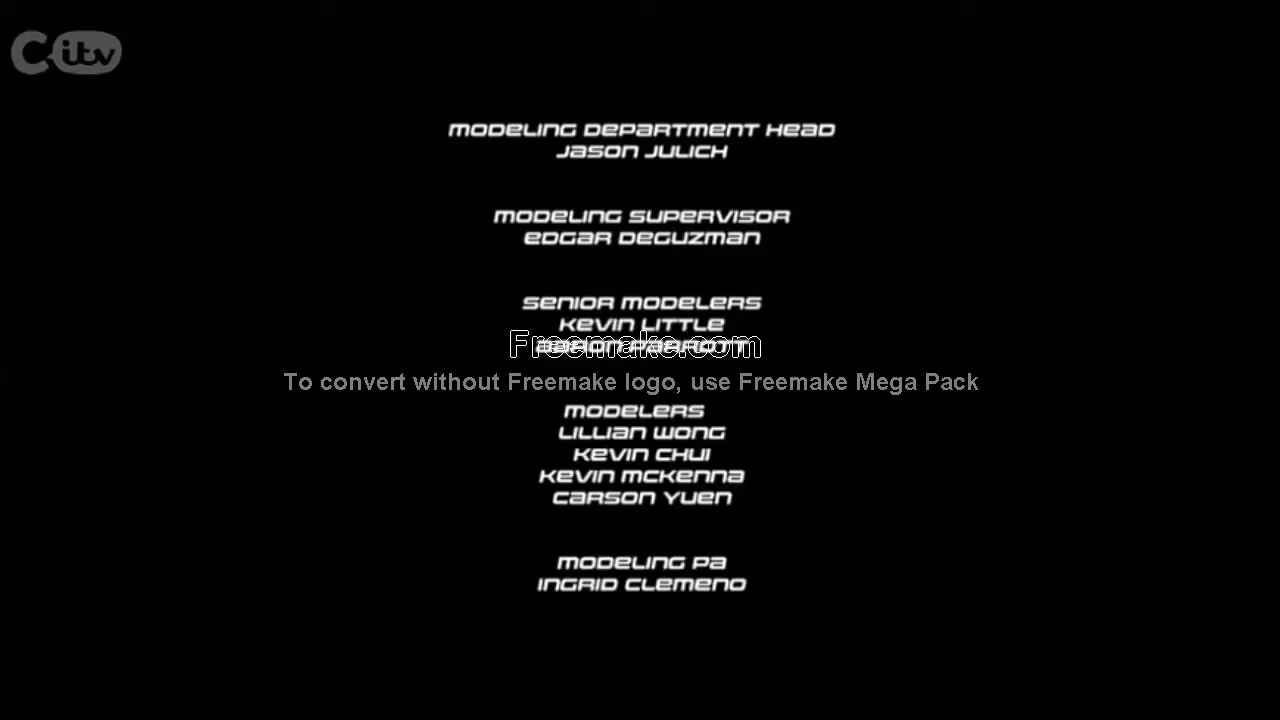 Citv
MODELING DEPARTMENT HEAD
JASON JULICH
MODELING SUPERVISOR
EDGAR DEGUZMAN
SENIOR MODELERS
KEVIN LITTLE
Freemake.com
To convert without Freemake logo, use Freemake Mega Pack
MODELERS
LILLIAN WONG
KEVIN CHUI
KEVIN MCKENNA
CARSON YUEN
MODELING PA
INGRID CLEMENO